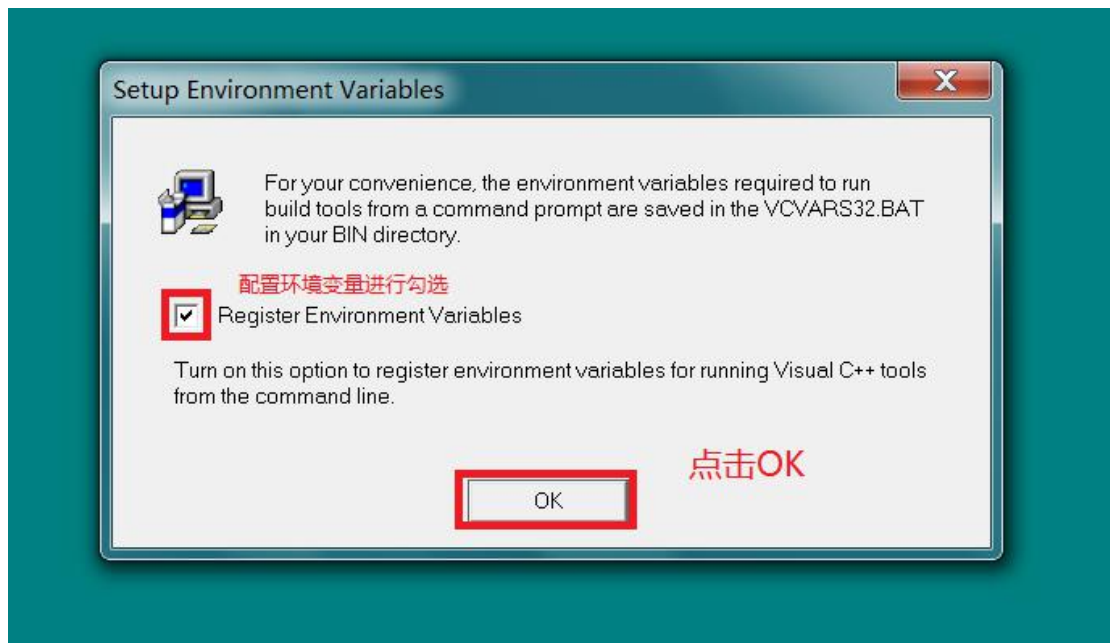 Setup Environment Variables
X
For your convenience, the environment variables required to run
build tools from a command prompt are saved in the VCVARS32.BAT
in your BIN directory.
配置环境变量进行勾选
Register Environment Variables
Turn on this option to register environment variables for running Visual C++ tools
from the command line.
点击OK
OK